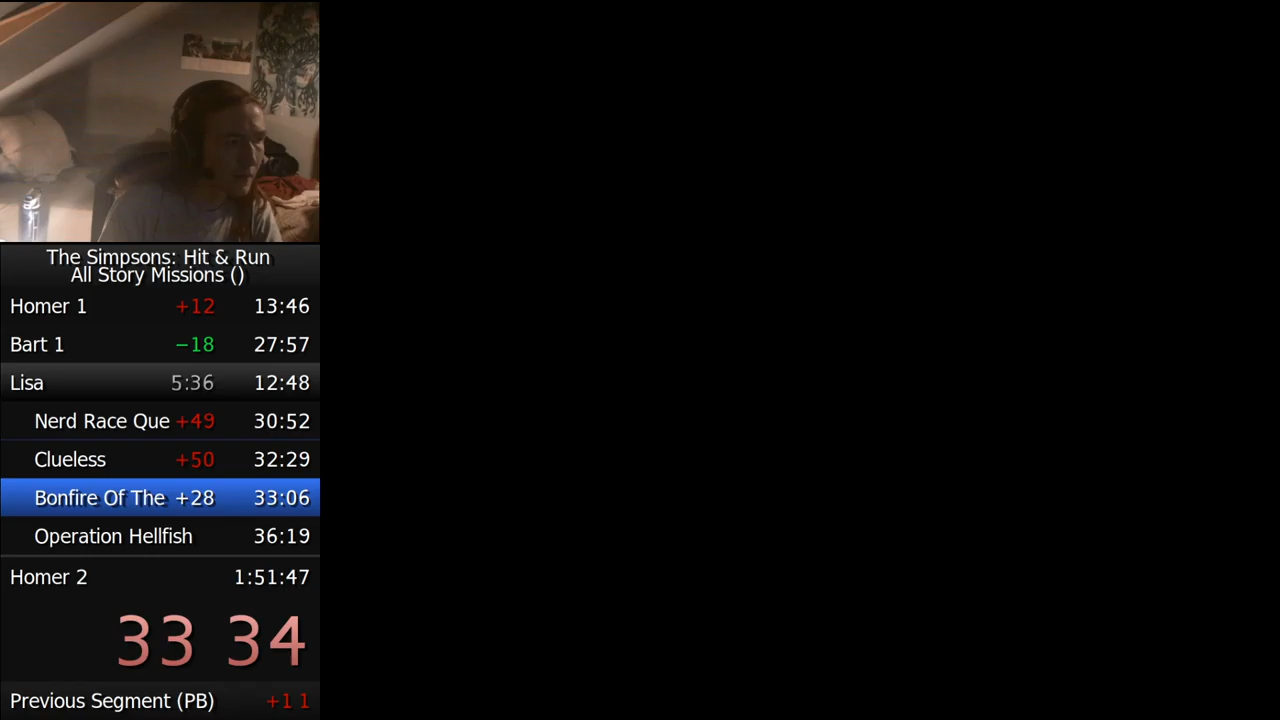 The Simpsons: Hit & Run
All Story Missions ()
Homer 1 +12 13:46
Bart 1 −18 27:57
Lisa 5:36 12:48
Nerd Race Que +49 30:52
Clueless +50 32:29
Bonfire Of The +28 33:06
Operation Hellfish 36:19
Homer 2 1:51:47
33 34
Previous Segment (PB) +1 1